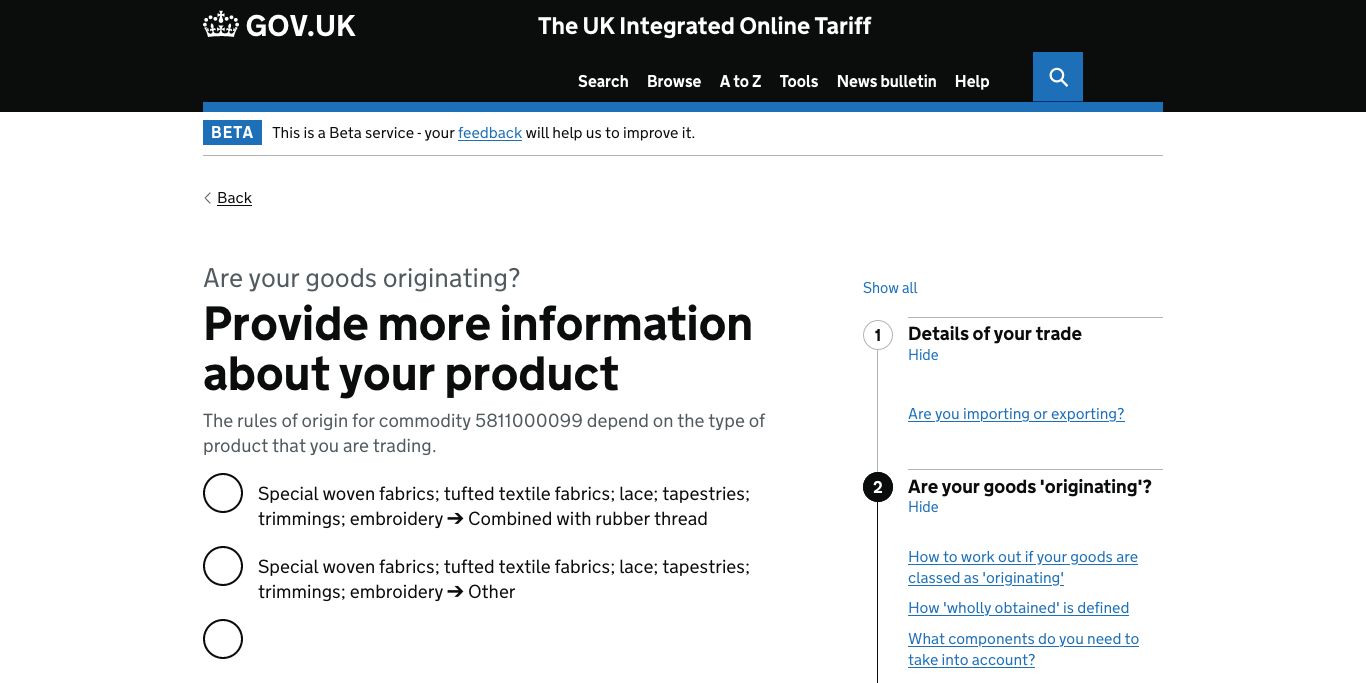 GOV.UK
The UK Integrated Online Tariff
Search Browse A to Z Tools News bulletin Help
BETA This is a Beta service - your feedback will help us to improve it.
Back
Are your goods originating?
Provide more information
about your product
The rules of origin for commodity 5811000099 depend on the type of
product that you are trading.
Special woven fabrics; tufted textile fabrics; lace; tapestries;
trimmings; embroidery ➔ Combined with rubber thread
Special woven fabrics; tufted textile fabrics; lace; tapestries;
trimmings; embroidery ➔ Other
Show all
1 Details of your trade
Hide
Are you importing or exporting?
2 Are your goods 'originating'?
Hide
How to work out if your goods are
classed as 'originating'
How 'wholly obtained' is defined
What components do you need to
take into account?